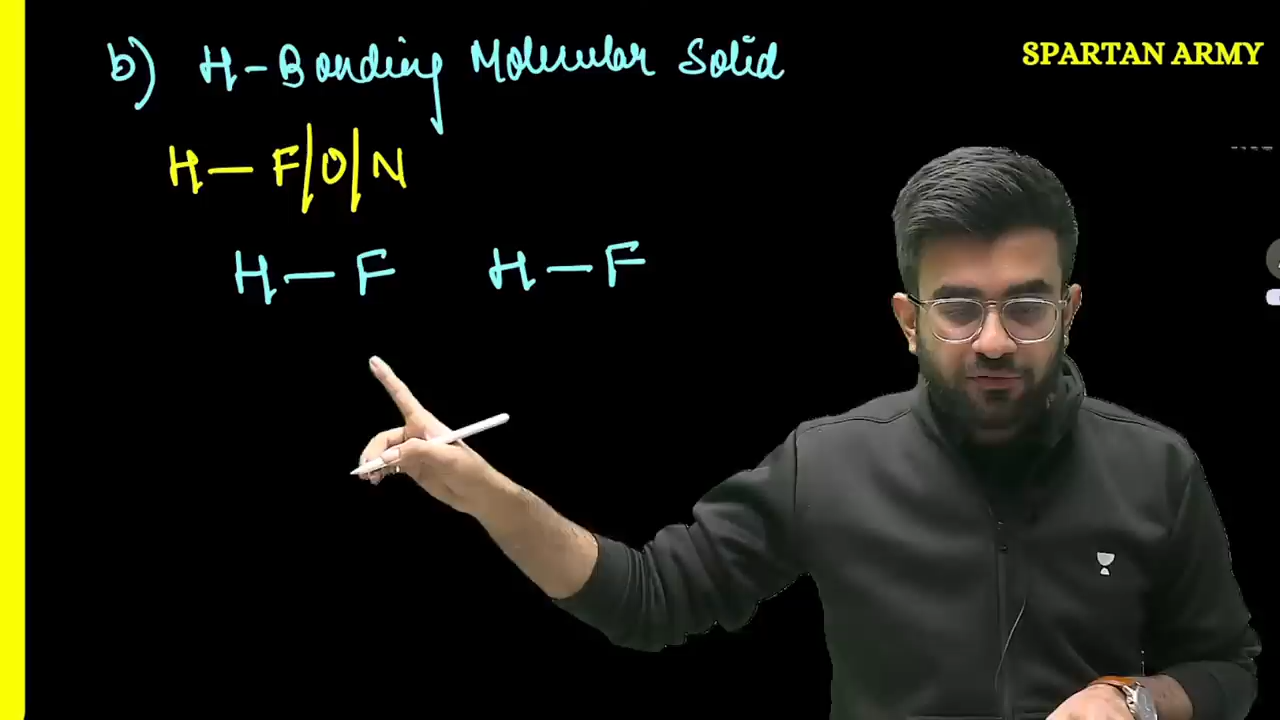 b) H-Bonding Molecular Solid
SPARTAN ARMY
H — F|O|N
H — F H — F